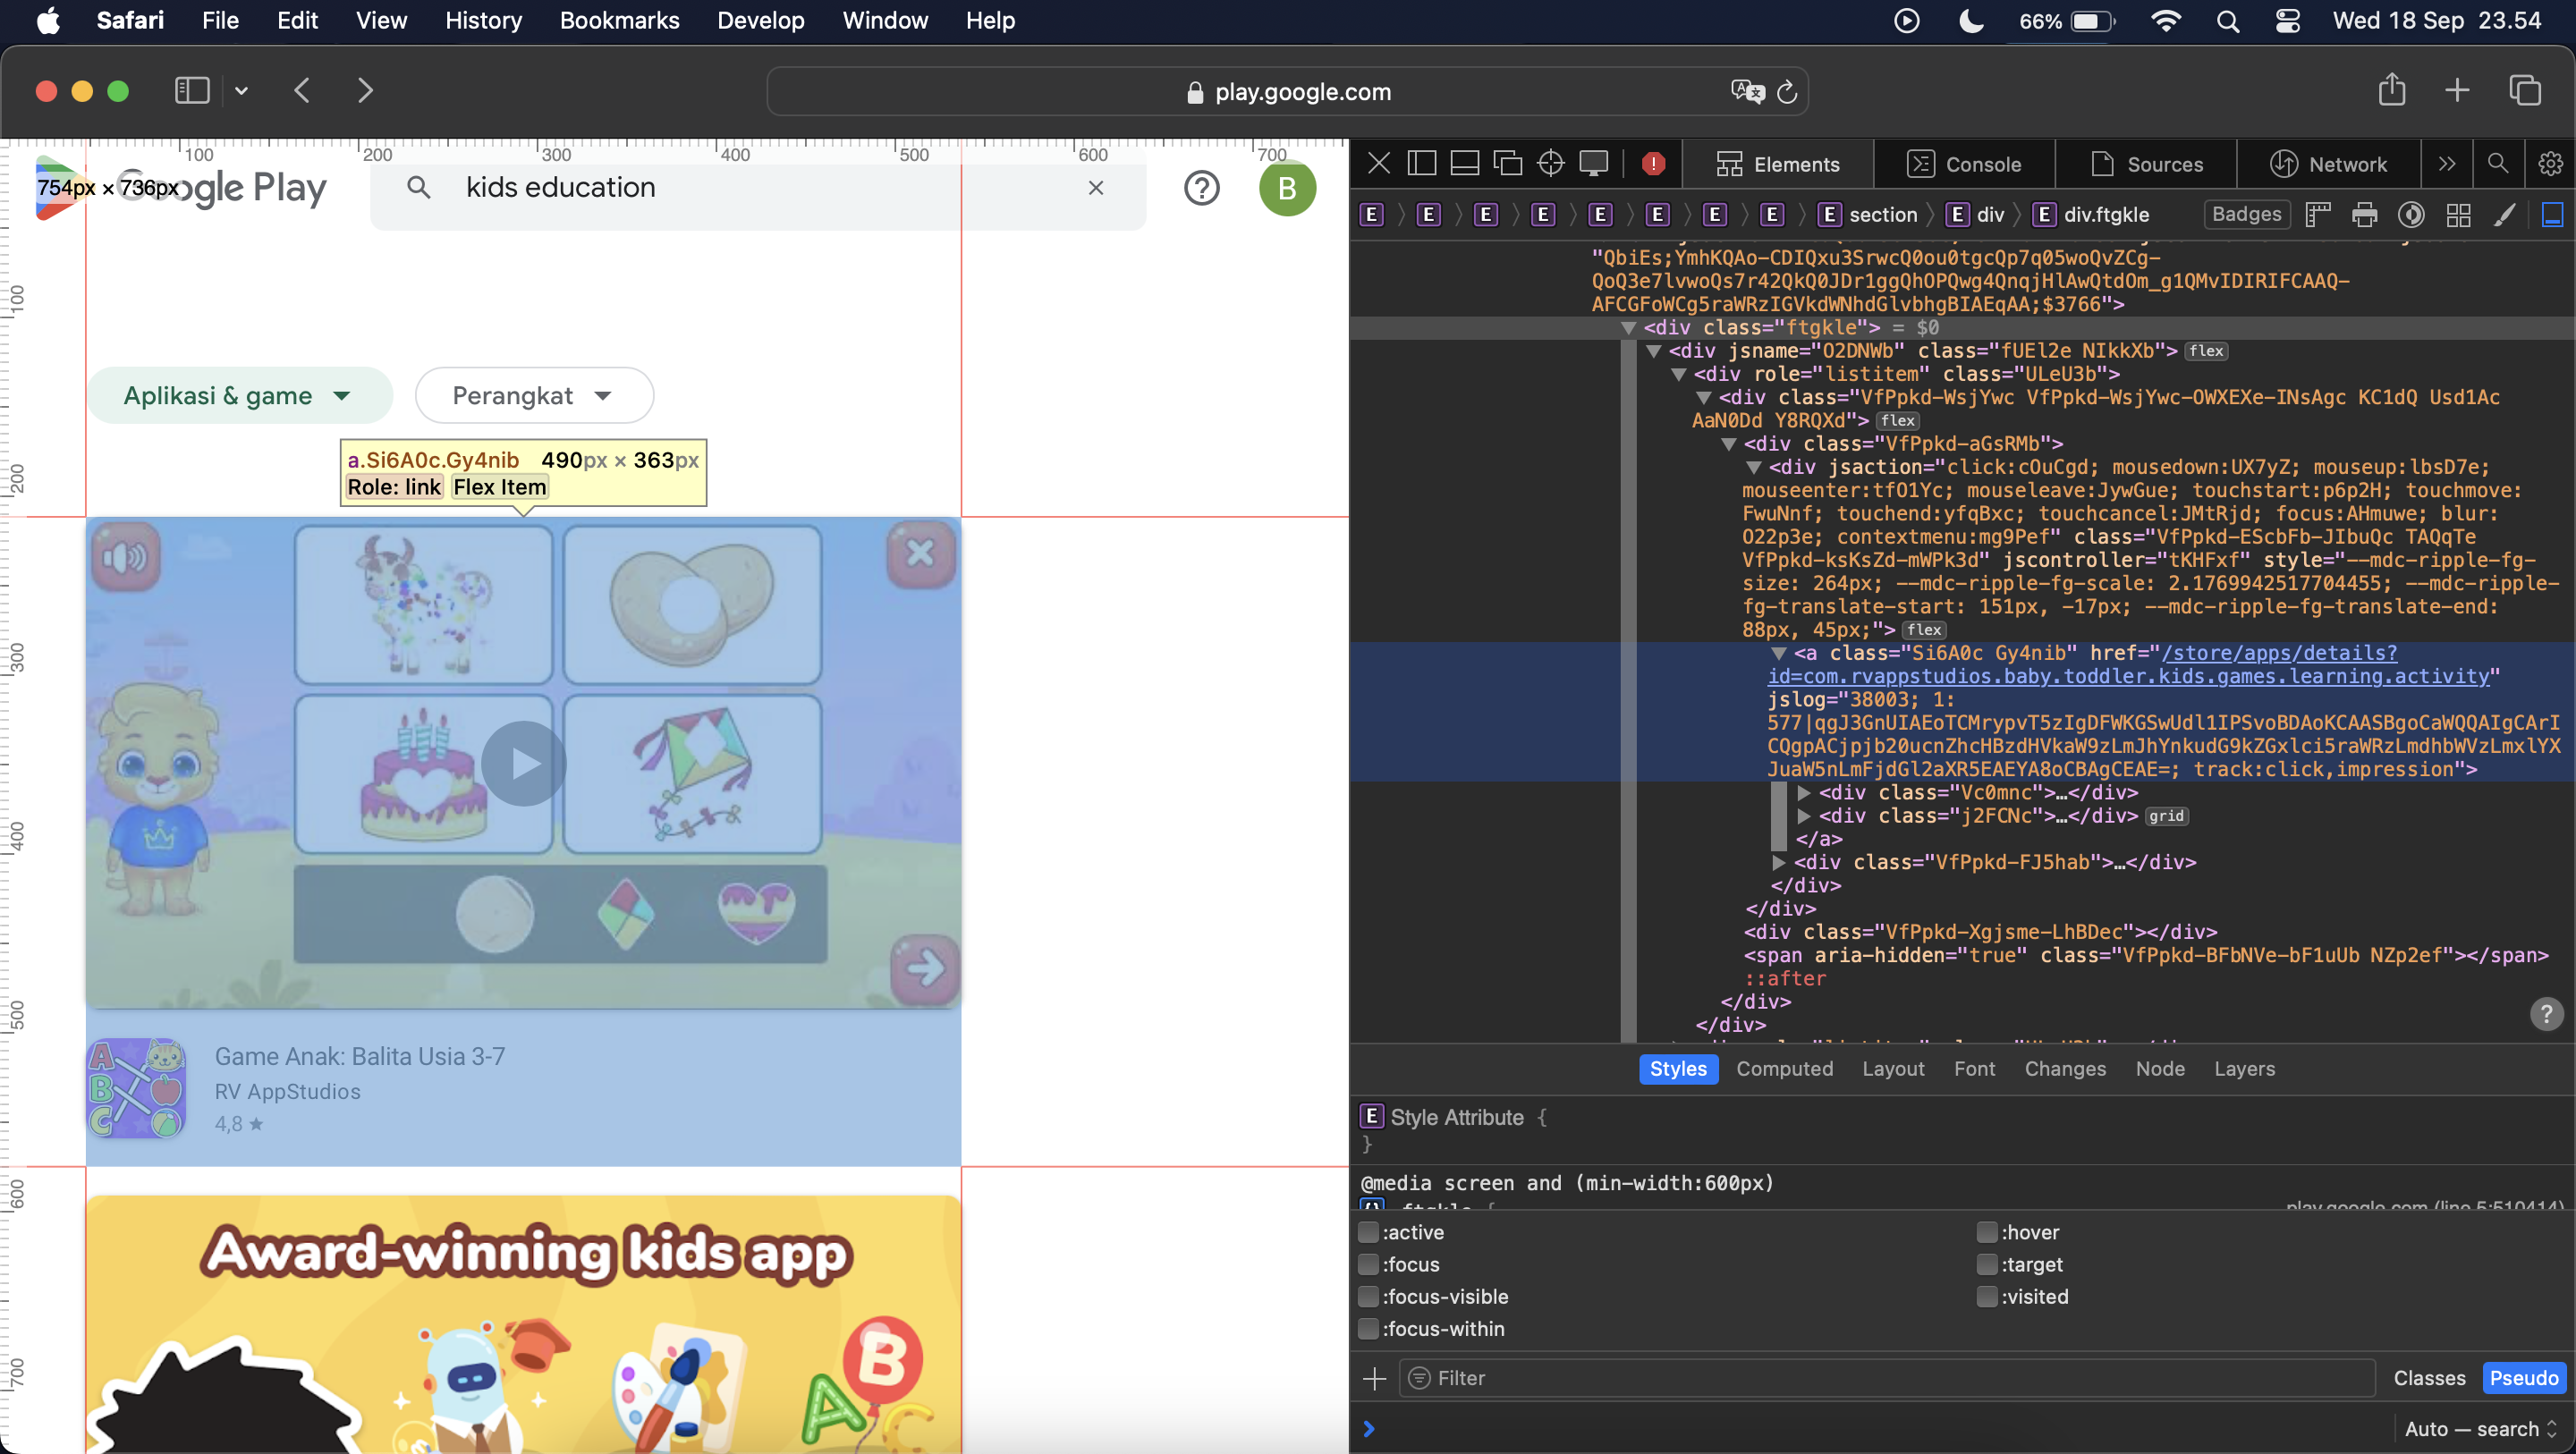 Safari File Edit View History Bookmarks Develop Window Help 66% Wed 18 Sep 23.54
play.google.com
100 200 300 400 500 600 700
754px × 736px
Google Play
kids education
B
Aplikasi & game
Perangkat
a.Si6A0c.Gy4nib 490px × 363px
Role: link Flex Item
100
200
300
400
500
600
700
A B C
Game Anak: Balita Usia 3-7
RV AppStudios
4,8 ★
Award-winning kids app
A B C
Elements Console Sources Network
E E E E E E E E E section E div E div.ftgkle Badges
"QbiEs;YmhKQAo-CDIQxu3SrwcQ0ou0tgcQp7q05woQvZCg-
QoQ3e7lvwoQs7r42QkQ0JDr1ggQhOPQwg4QnqjHlAwQtdOm_g1QMvIDIRIFCAAQ-
AFCGFoWCg5raWRzIGVkdWNhdGlvbhgBIAEqAA;$3766">
<div class="ftgkle"> = $0
<div jsname="O2DNWb" class="fUEl2e NIkkXb"> flex
<div role="listitem" class="ULeU3b">
<div class="VfPpkd-WsjYwc VfPpkd-WsjYwc-OWXEXe-INsAgc KC1dQ Usd1Ac
AaN0Dd Y8RQXd"> flex
<div class="VfPpkd-aGsRMb">
<div jsaction="click:cOuCgd; mousedown:UX7yZ; mouseup:lbsD7e;
mouseenter:tfO1Yc; mouseleave:JywGue; touchstart:p6p2H; touchmove:
FwuNnf; touchend:yfqBxc; touchcancel:JMtRjd; focus:AHmuwe; blur:
O22p3e; contextmenu:mg9Pef" class="VfPpkd-EScbFb-JIbuQc TAQqTe
VfPpkd-ksKsZd-mWPk3d" jscontroller="tKHFxf" style="--mdc-ripple-fg-
size: 264px; --mdc-ripple-fg-scale: 2.1769942517704455; --mdc-ripple-
fg-translate-start: 151px, -17px; --mdc-ripple-fg-translate-end:
88px, 45px;"> flex
<a class="Si6A0c Gy4nib" href="/store/apps/details?
id=com.rvappstudios.baby.toddler.kids.games.learning.activity"
jslog="38003; 1:
577|qgJ3GnUIAEoTCMrypvT5zIgDFWKGSwUdl1IPSvoBDAoKCAASBgoCaWQQAIgCArI
CQgpACjpjb20ucnZhcHBzdHVkaW9zLmJhYnkudG9kZGxlci5raWRzLmdhbWVzLmxlYX
JuaW5nLmFjdGl2aXR5EAEYA8oCBAgCEAE=; track:click,impression">
<div class="Vc0mnc">…</div>
<div class="j2FCNc">…</div> grid
</a>
<div class="VfPpkd-FJ5hab">…</div>
</div>
</div>
<div class="VfPpkd-Xgjsme-LhBDec"></div>
<span aria-hidden="true" class="VfPpkd-BFbNVe-bF1uUb NZp2ef"></span>
::after
</div>
</div>
Styles Computed Layout Font Changes Node Layers
E Style Attribute {
}
@media screen and (min-width:600px)
.ftgkle {
play.google.com (line 5:510414)
:active :hover
:focus :target
:focus-visible :visited
:focus-within
Filter Classes Pseudo
Auto — search